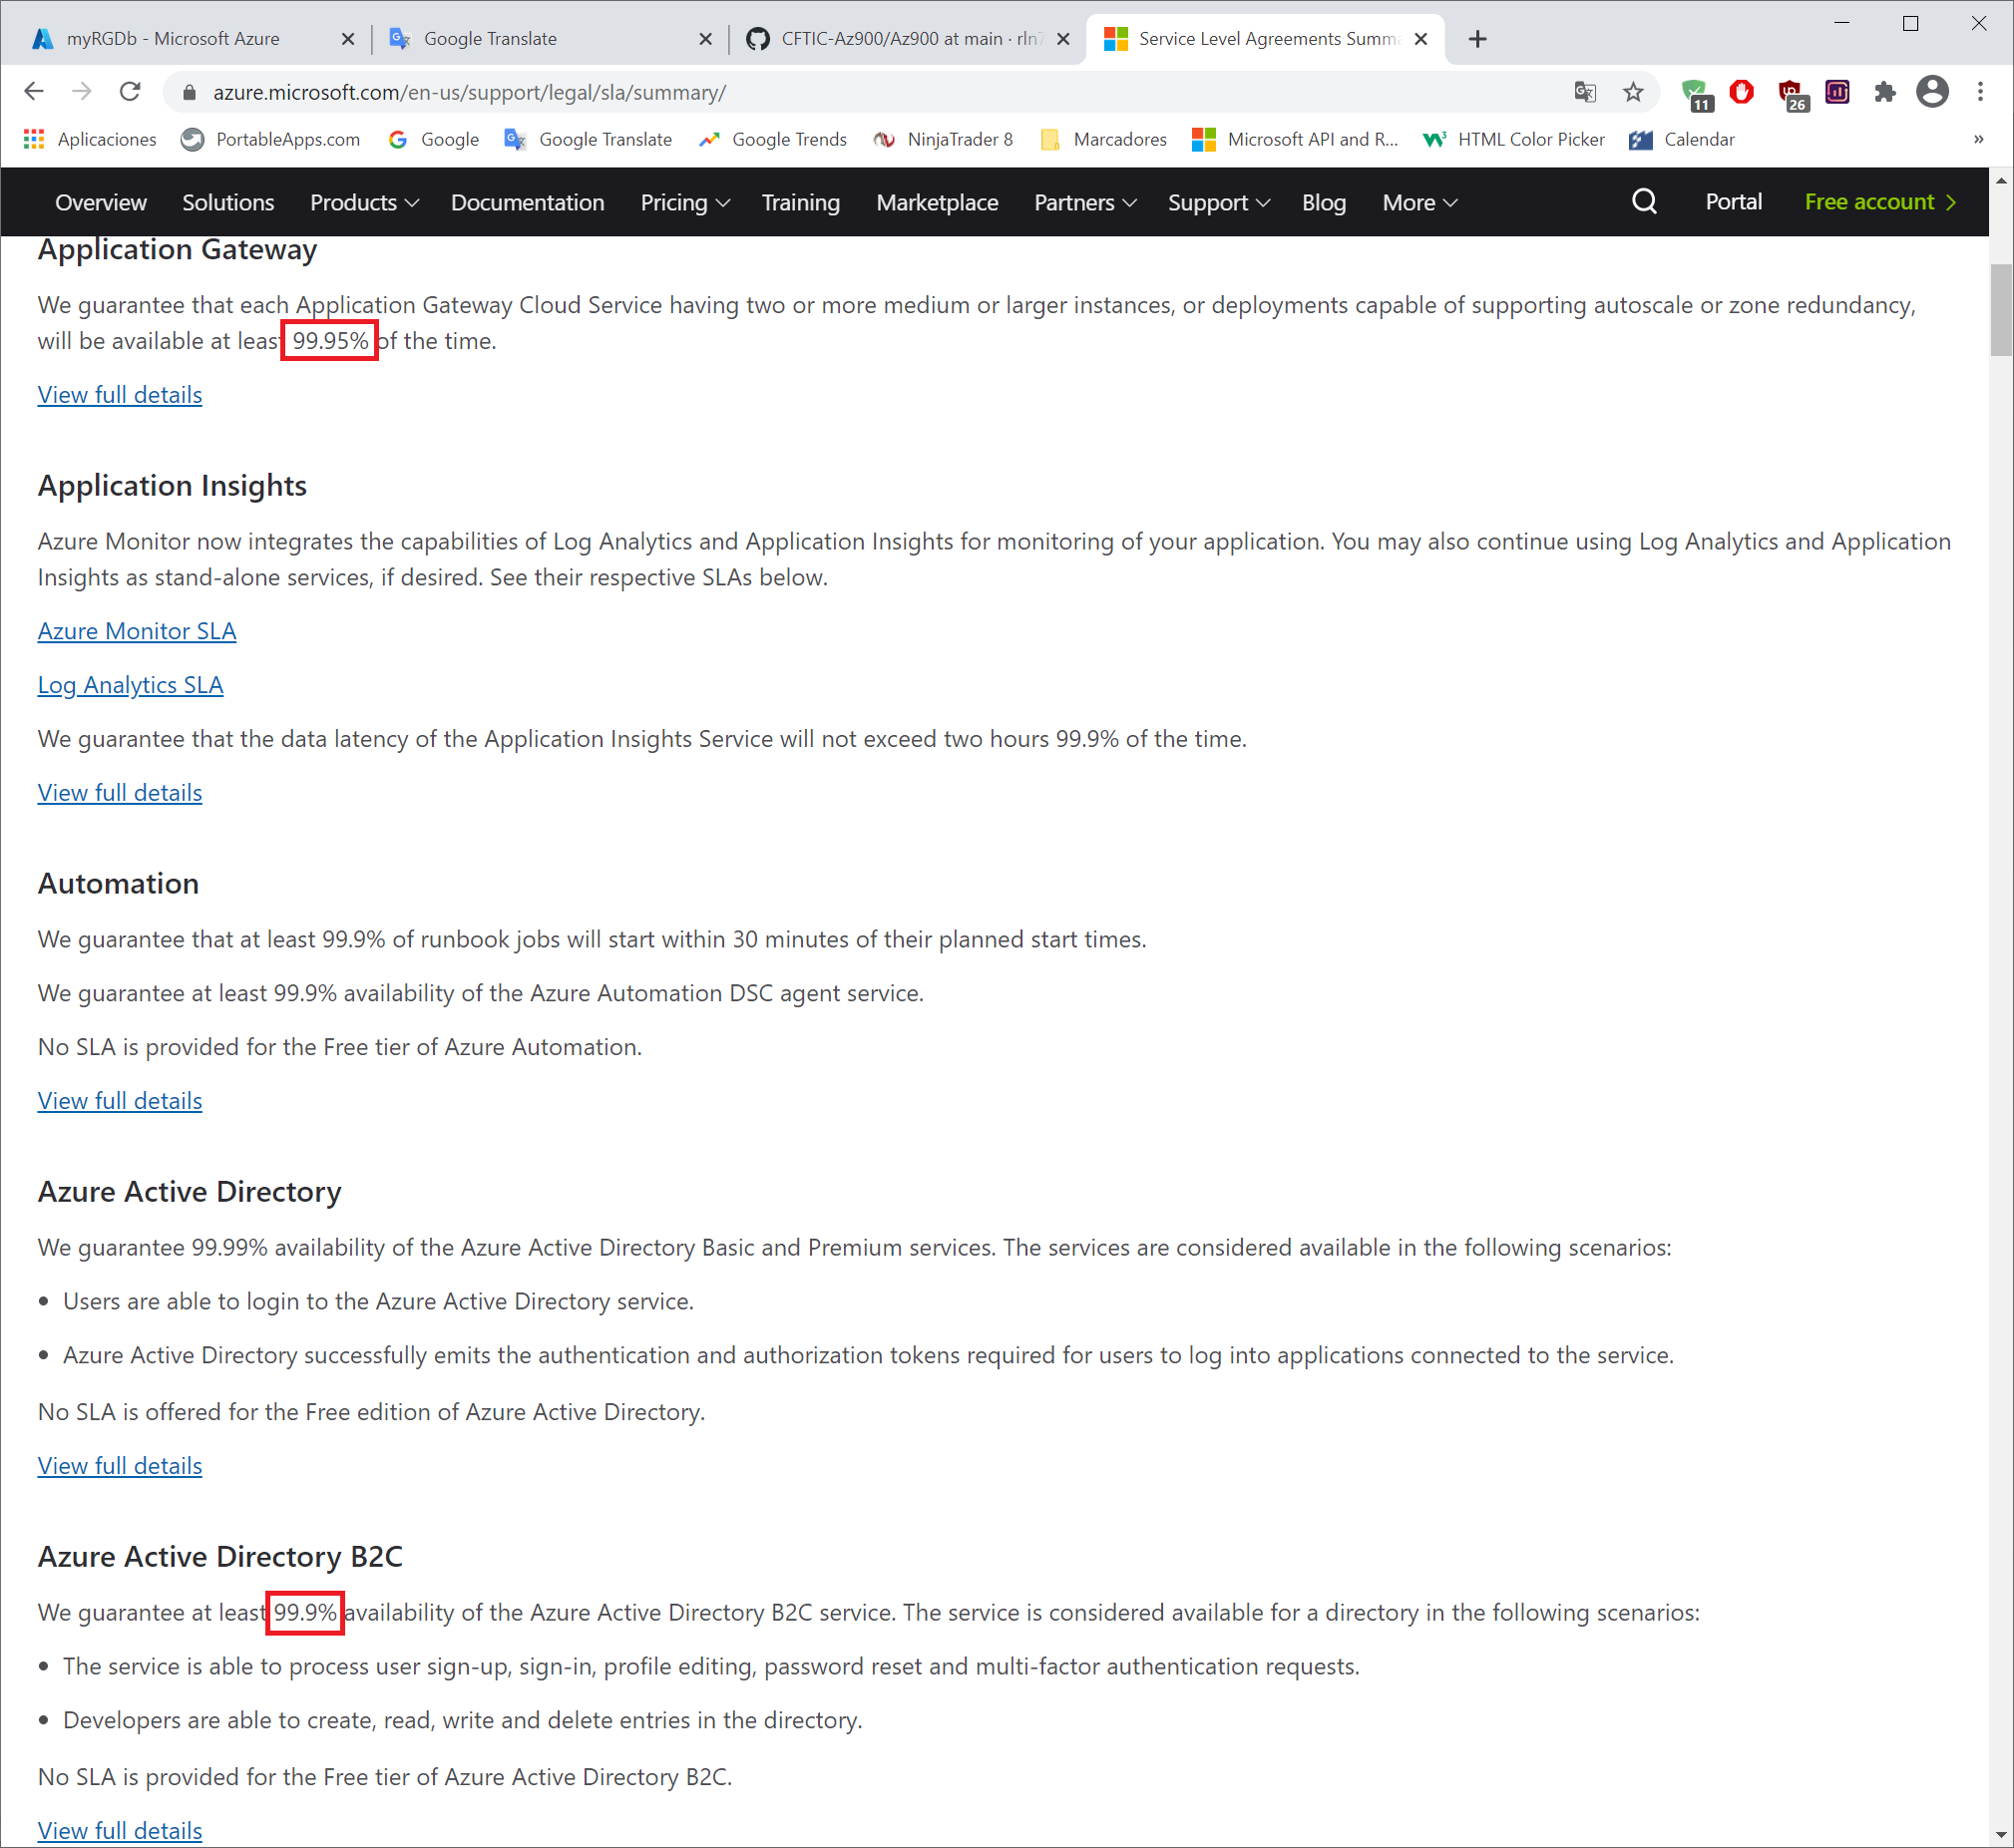 myRGDb - Microsoft Azure
Google Translate
CFTIC-Az900/Az900 at main · rln7
Service Level Agreements Summa
azure.microsoft.com/en-us/support/legal/sla/summary/
11
26
Aplicaciones
PortableApps.com
Google
Google Translate
Google Trends
NinjaTrader 8
Marcadores
Microsoft API and R...
HTML Color Picker
Calendar
»
Overview
Solutions
Products
Documentation
Pricing
Training
Marketplace
Partners
Support
Blog
More
Portal
Free account
Application Gateway
We guarantee that each Application Gateway Cloud Service having two or more medium or larger instances, or deployments capable of supporting autoscale or zone redundancy,
will be available at least 99.95% of the time.
View full details
Application Insights
Azure Monitor now integrates the capabilities of Log Analytics and Application Insights for monitoring of your application. You may also continue using Log Analytics and Application
Insights as stand-alone services, if desired. See their respective SLAs below.
Azure Monitor SLA
Log Analytics SLA
We guarantee that the data latency of the Application Insights Service will not exceed two hours 99.9% of the time.
View full details
Automation
We guarantee that at least 99.9% of runbook jobs will start within 30 minutes of their planned start times.
We guarantee at least 99.9% availability of the Azure Automation DSC agent service.
No SLA is provided for the Free tier of Azure Automation.
View full details
Azure Active Directory
We guarantee 99.99% availability of the Azure Active Directory Basic and Premium services. The services are considered available in the following scenarios:
• Users are able to login to the Azure Active Directory service.
• Azure Active Directory successfully emits the authentication and authorization tokens required for users to log into applications connected to the service.
No SLA is offered for the Free edition of Azure Active Directory.
View full details
Azure Active Directory B2C
We guarantee at least 99.9% availability of the Azure Active Directory B2C service. The service is considered available for a directory in the following scenarios:
• The service is able to process user sign-up, sign-in, profile editing, password reset and multi-factor authentication requests.
• Developers are able to create, read, write and delete entries in the directory.
No SLA is provided for the Free tier of Azure Active Directory B2C.
View full details